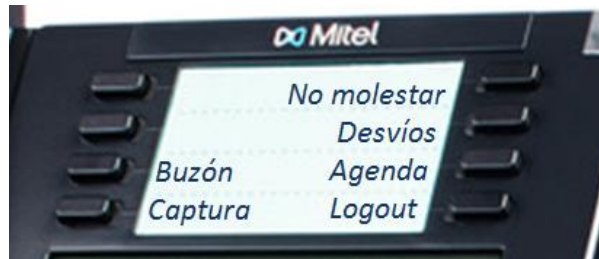 Mitel
No molestar
Desvíos
Buzón Agenda
Captura Logout